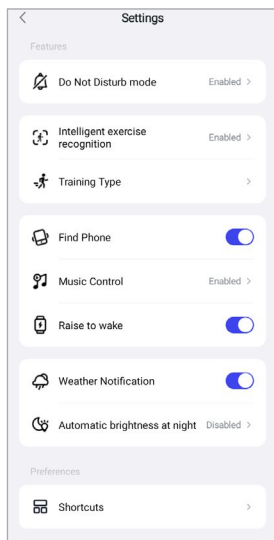 Settings
Features
Do Not Disturb mode Enabled
Intelligent exercise
recognition Enabled
Training Type
Find Phone
Music Control Enabled
Raise to wake
Weather Notification
Automatic brightness at night Disabled
Preferences
Shortcuts